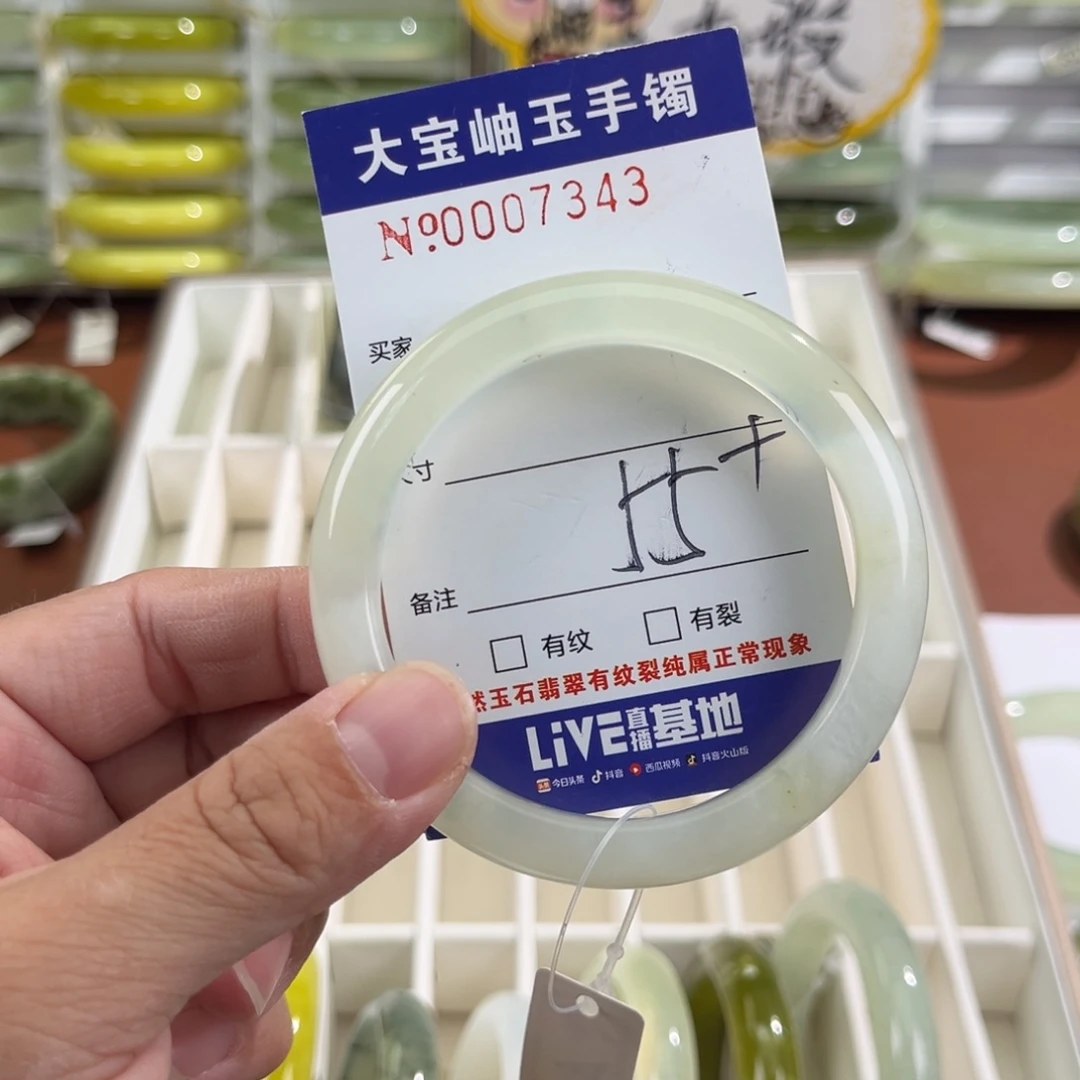 大宝岫玉手镯
Nº0007343
买家
寸
备注
□ 有纹 □ 有裂
然玉石翡翠有纹裂纯属正常现象
LiVE直播基地
今日头条 抖音 西瓜视频 抖音火山版